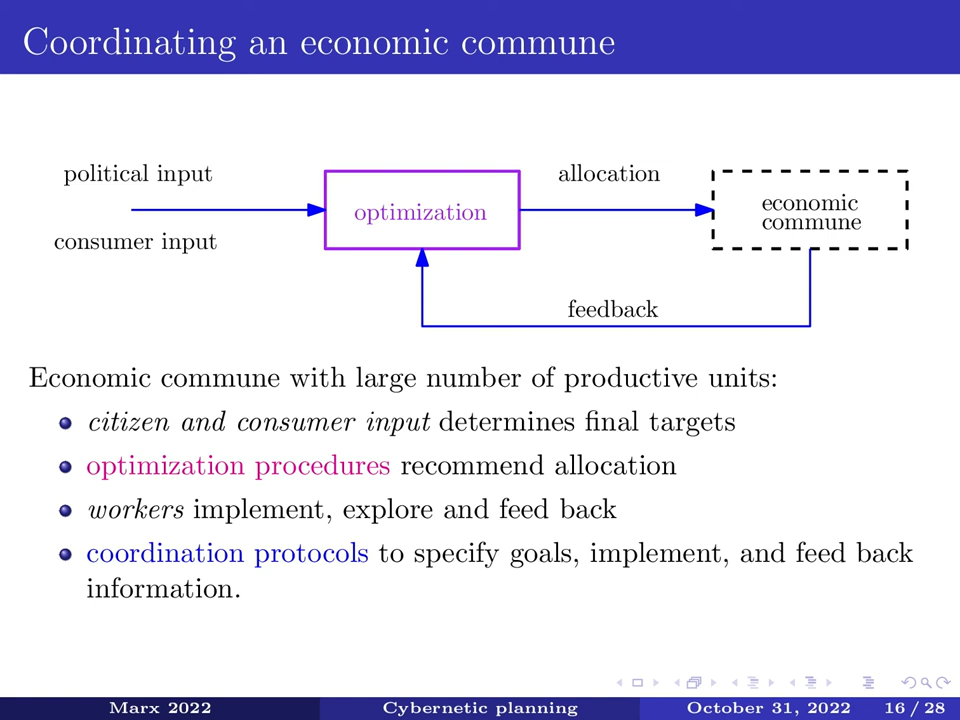 Coordinating an economic commune
political input
consumer input
optimization
allocation
economic
commune
feedback
Economic commune with large number of productive units:
citizen and consumer input determines final targets
optimization procedures recommend allocation
workers implement, explore and feed back
coordination protocols to specify goals, implement, and feed back
information.
Marx 2022 Cybernetic planning October 31, 2022 16 / 28